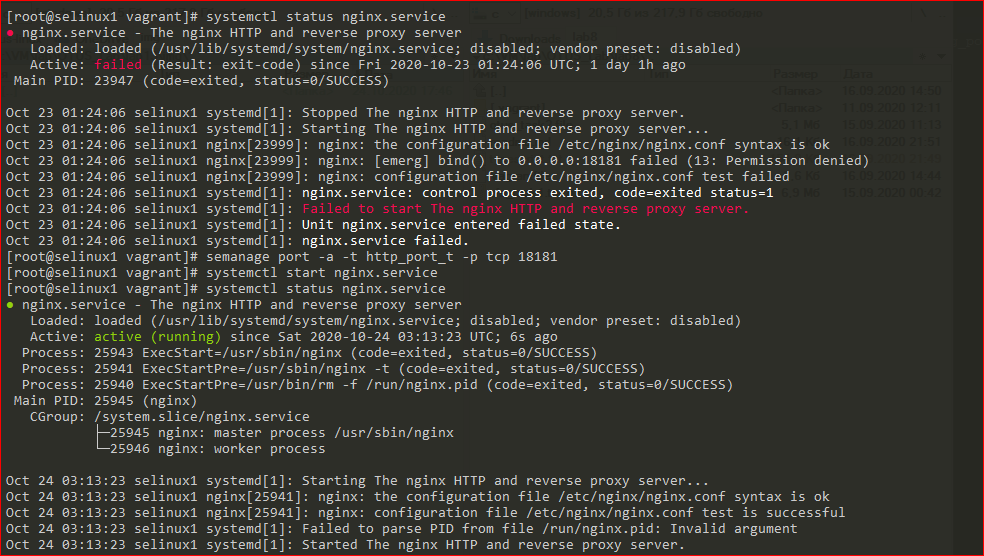 [root@selinux1 vagrant]# systemctl status nginx.service
● nginx.service - The nginx HTTP and reverse proxy server
   Loaded: loaded (/usr/lib/systemd/system/nginx.service; disabled; vendor preset: disabled)
   Active: failed (Result: exit-code) since Fri 2020-10-23 01:24:06 UTC; 1 day 1h ago
 Main PID: 23947 (code=exited, status=0/SUCCESS)

Oct 23 01:24:06 selinux1 systemd[1]: Stopped The nginx HTTP and reverse proxy server.
Oct 23 01:24:06 selinux1 systemd[1]: Starting The nginx HTTP and reverse proxy server...
Oct 23 01:24:06 selinux1 nginx[23999]: nginx: the configuration file /etc/nginx/nginx.conf syntax is ok
Oct 23 01:24:06 selinux1 nginx[23999]: nginx: [emerg] bind() to 0.0.0.0:18181 failed (13: Permission denied)
Oct 23 01:24:06 selinux1 nginx[23999]: nginx: configuration file /etc/nginx/nginx.conf test failed
Oct 23 01:24:06 selinux1 systemd[1]: nginx.service: control process exited, code=exited status=1
Oct 23 01:24:06 selinux1 systemd[1]: Failed to start The nginx HTTP and reverse proxy server.
Oct 23 01:24:06 selinux1 systemd[1]: Unit nginx.service entered failed state.
Oct 23 01:24:06 selinux1 systemd[1]: nginx.service failed.
[root@selinux1 vagrant]# semanage port -a -t http_port_t -p tcp 18181
[root@selinux1 vagrant]# systemctl start nginx.service
[root@selinux1 vagrant]# systemctl status nginx.service
● nginx.service - The nginx HTTP and reverse proxy server
   Loaded: loaded (/usr/lib/systemd/system/nginx.service; disabled; vendor preset: disabled)
   Active: active (running) since Sat 2020-10-24 03:13:23 UTC; 6s ago
  Process: 25943 ExecStart=/usr/sbin/nginx (code=exited, status=0/SUCCESS)
  Process: 25941 ExecStartPre=/usr/sbin/nginx -t (code=exited, status=0/SUCCESS)
  Process: 25940 ExecStartPre=/usr/bin/rm -f /run/nginx.pid (code=exited, status=0/SUCCESS)
 Main PID: 25945 (nginx)
   CGroup: /system.slice/nginx.service
           ├─25945 nginx: master process /usr/sbin/nginx
           └─25946 nginx: worker process

Oct 24 03:13:23 selinux1 systemd[1]: Starting The nginx HTTP and reverse proxy server...
Oct 24 03:13:23 selinux1 nginx[25941]: nginx: the configuration file /etc/nginx/nginx.conf syntax is ok
Oct 24 03:13:23 selinux1 nginx[25941]: nginx: configuration file /etc/nginx/nginx.conf test is successful
Oct 24 03:13:23 selinux1 systemd[1]: Failed to parse PID from file /run/nginx.pid: Invalid argument
Oct 24 03:13:23 selinux1 systemd[1]: Started The nginx HTTP and reverse proxy server.